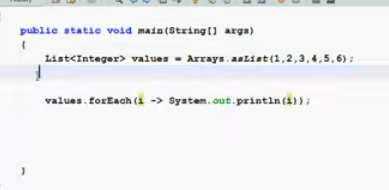 public static void main(String[] args)
{
List<Integer> values = Arrays.asList(1,2,3,4,5,6);
values.forEach(i -> System.out.println(i));
}